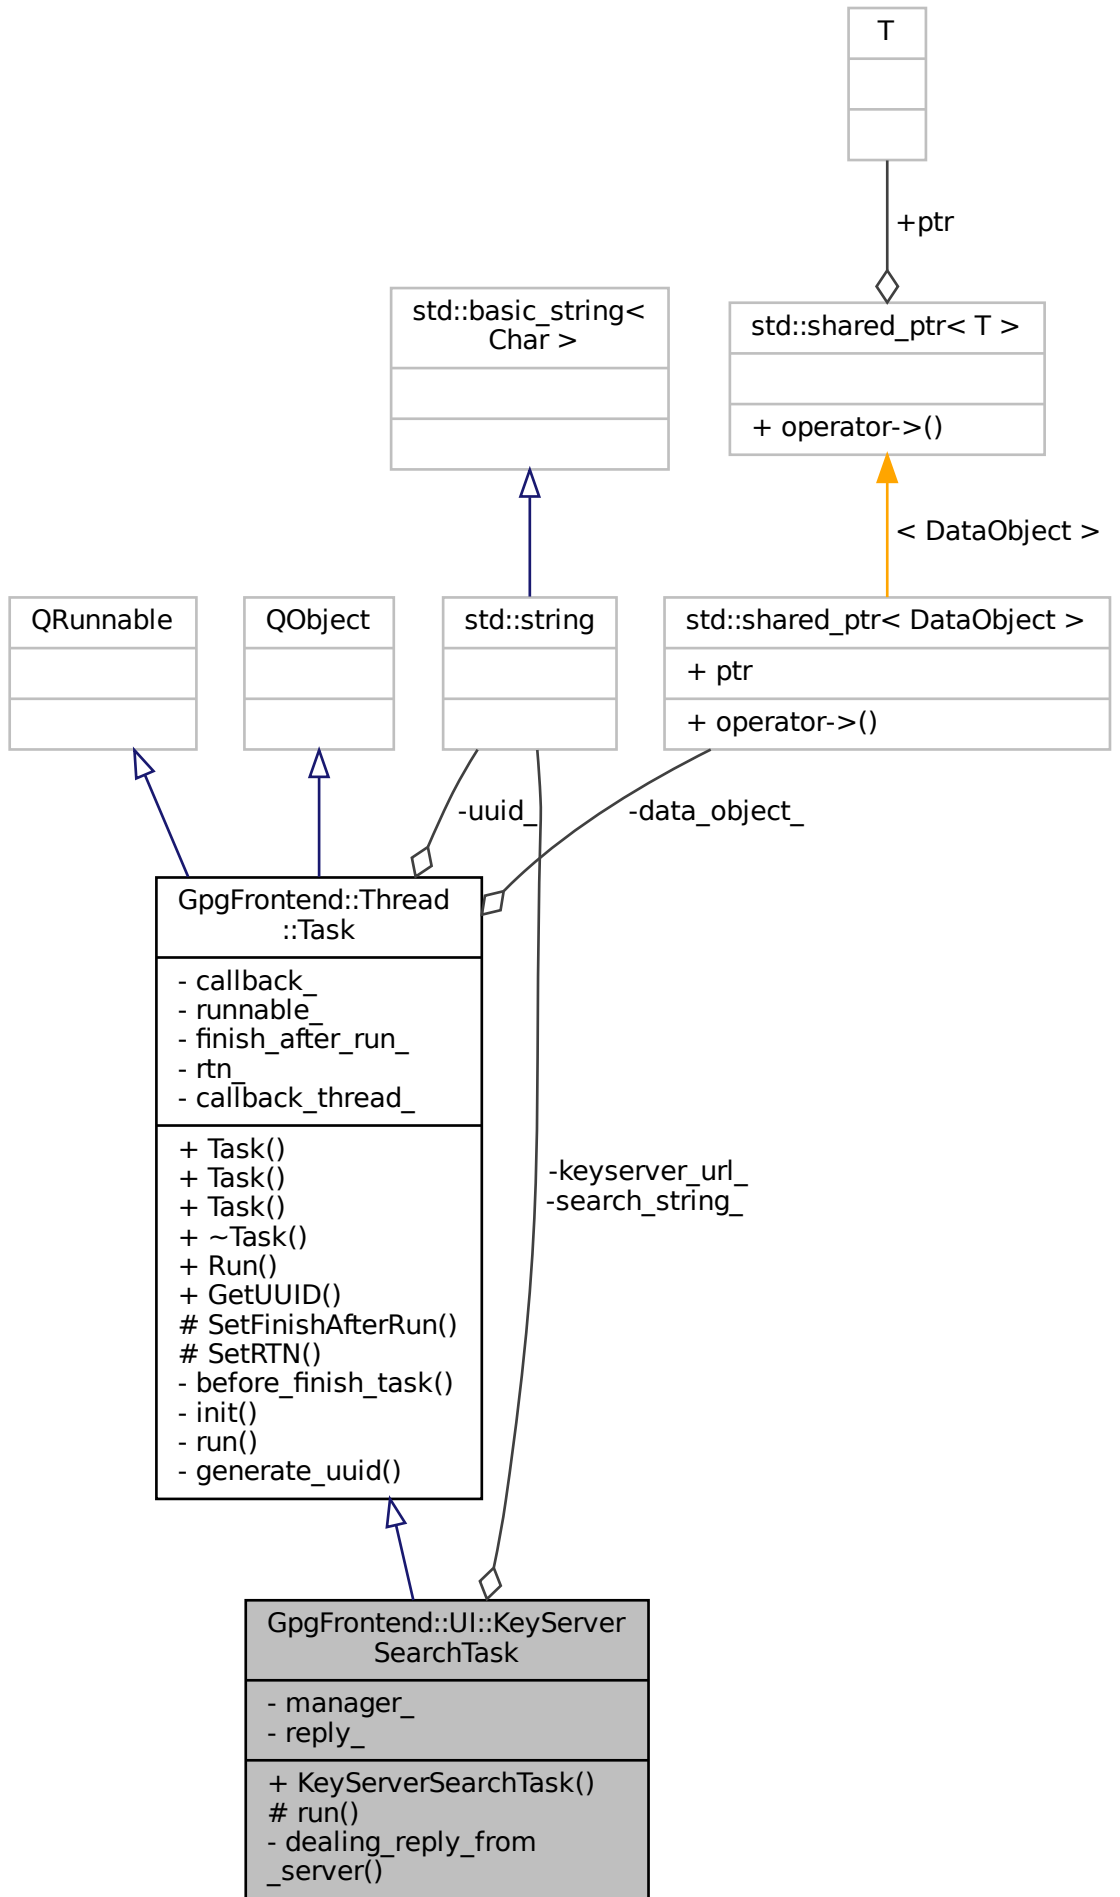 T
+ptr
std::basic_string<
Char >
std::shared_ptr< T >
+ operator->()
< DataObject >
QRunnable
QObject
std::string
std::shared_ptr< DataObject >
+ ptr
+ operator->()
-uuid_
-data_object_
GpgFrontend::Thread
::Task
- callback_
- runnable_
- finish_after_run_
- rtn_
- callback_thread_
+ Task()
+ Task()
+ Task()
+ ~Task()
+ Run()
+ GetUUID()
# SetFinishAfterRun()
# SetRTN()
- before_finish_task()
- init()
- run()
- generate_uuid()
-keyserver_url_
-search_string_
GpgFrontend::UI::KeyServer
SearchTask
- manager_
- reply_
+ KeyServerSearchTask()
# run()
- dealing_reply_from
_server()